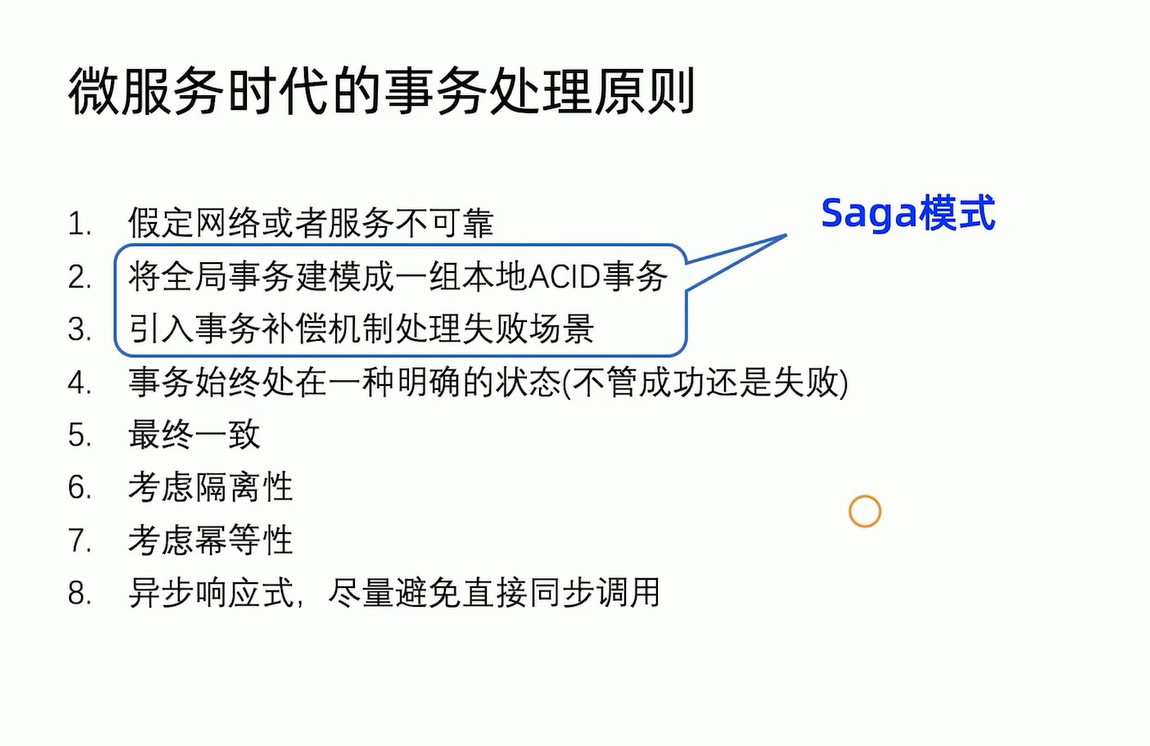 微服务时代的事务处理原则
Saga模式
1. 假定网络或者服务不可靠
2. 将全局事务建模成一组本地ACID事务
3. 引入事务补偿机制处理失败场景
4. 事务始终处在一种明确的状态(不管成功还是失败)
5. 最终一致
6. 考虑隔离性
7. 考虑幂等性
8. 异步响应式，尽量避免直接同步调用